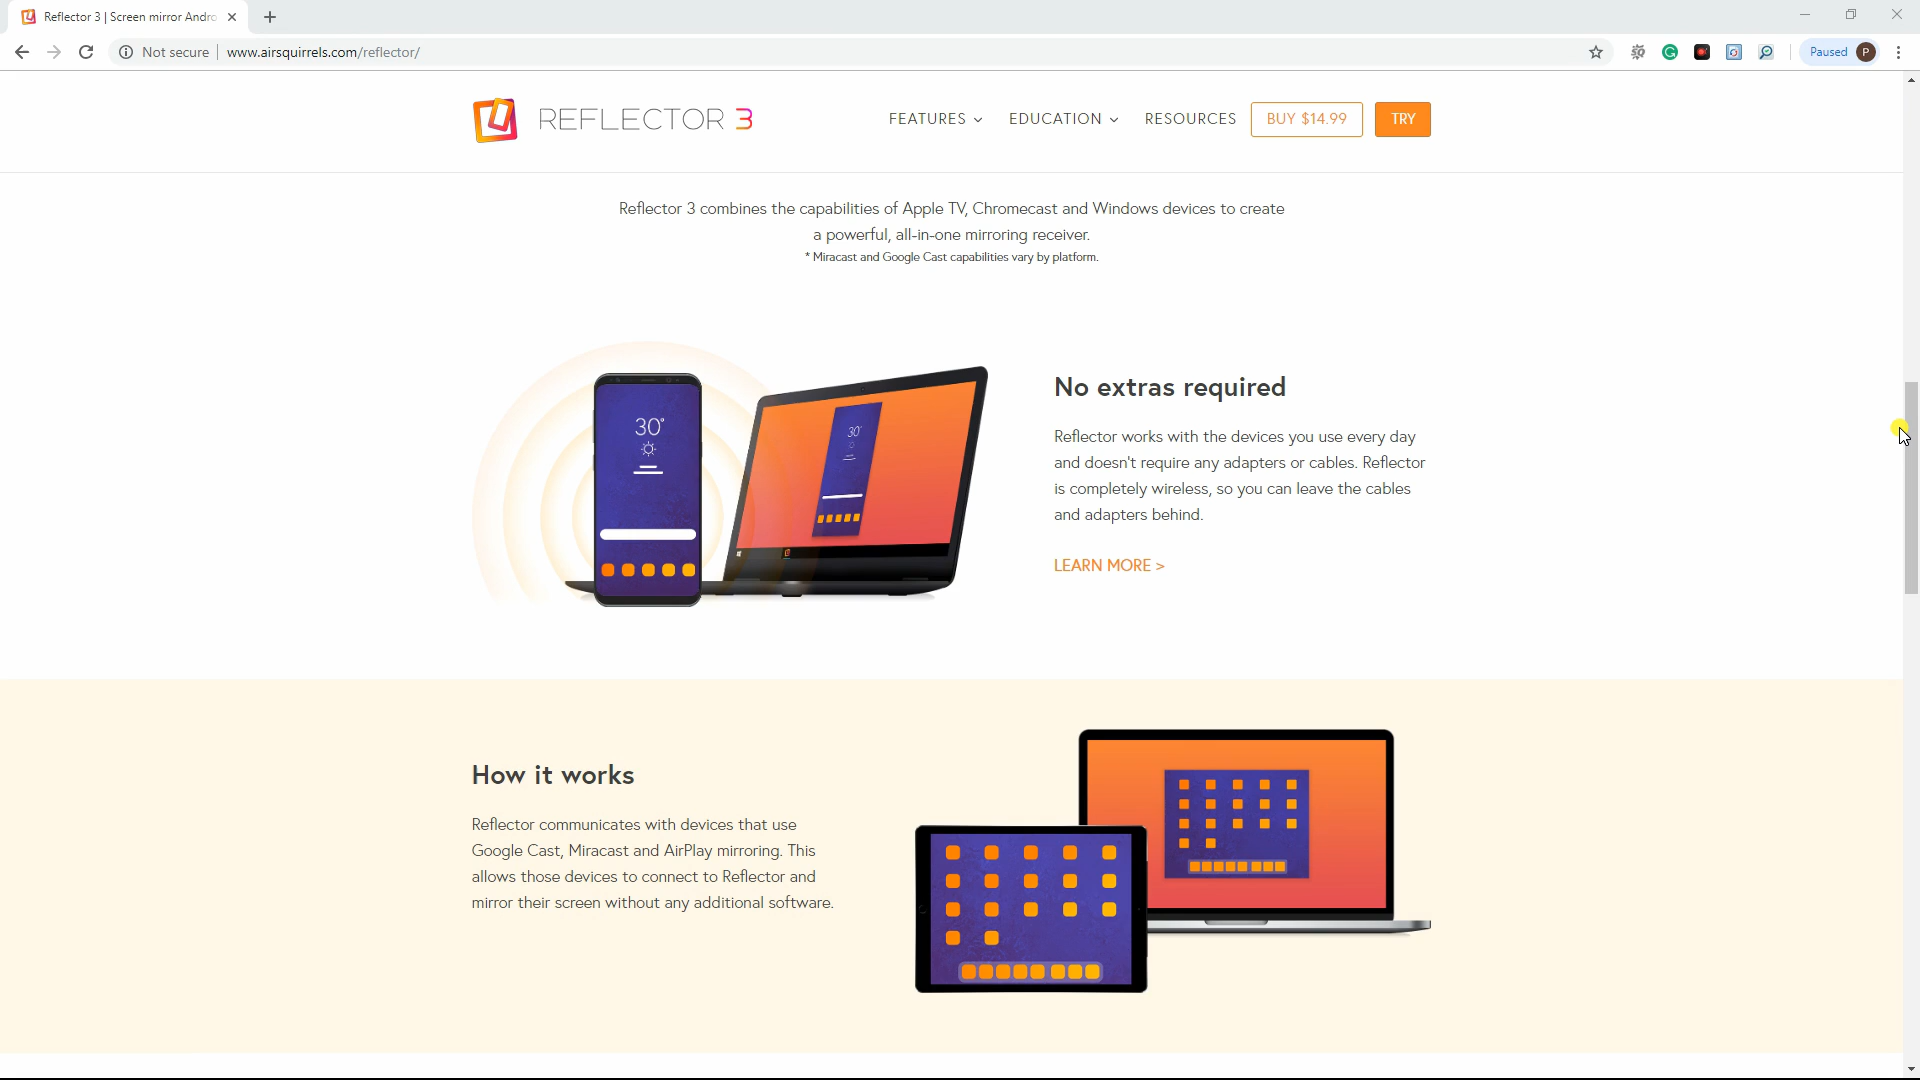 Reflector 3 | Screen mirror Andro
Not secure
www.airsquirrels.com/reflector/
Paused
P
REFLECTOR 3
FEATURES
EDUCATION
RESOURCES
BUY $14.99
TRY
Reflector 3 combines the capabilities of Apple TV, Chromecast and Windows devices to create
a powerful, all-in-one mirroring receiver.
* Miracast and Google Cast capabilities vary by platform.
30°
30°
No extras required
Reflector works with the devices you use every day
and doesn't require any adapters or cables. Reflector
is completely wireless, so you can leave the cables
and adapters behind.
LEARN MORE >
How it works
Reflector communicates with devices that use
Google Cast, Miracast and AirPlay mirroring. This
allows those devices to connect to Reflector and
mirror their screen without any additional software.